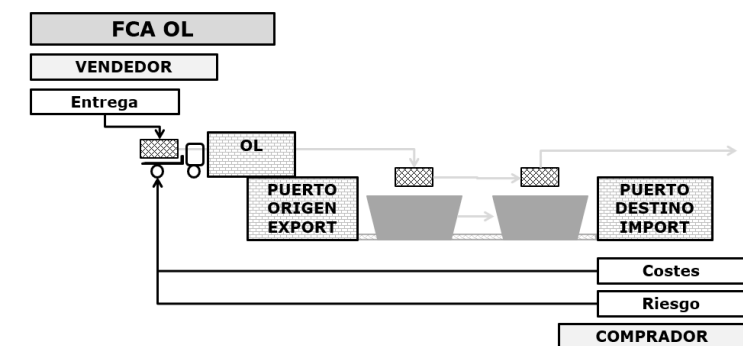 FCA OL
VENDEDOR
Entrega
OL
PUERTO
ORIGEN
EXPORT
PUERTO
DESTINO
IMPORT
Costes
Riesgo
COMPRADOR